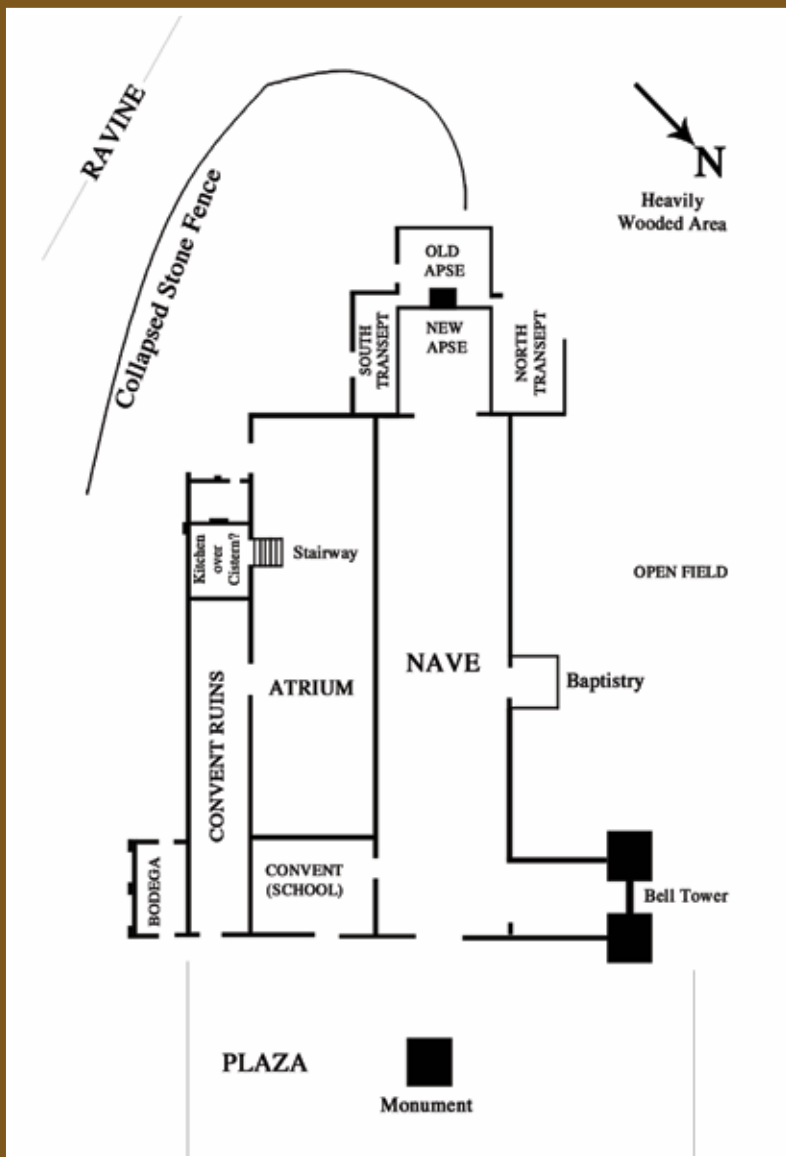 RAVINE
Collapsed Stone Fence
N
Heavily
Wooded Area
OLD
APSE
NEW
APSE
SOUTH
TRANSEPT
NORTH
TRANSEPT
Kitchen
over
Cistern?
Stairway
OPEN FIELD
NAVE
Baptistry
ATRIUM
CONVENT RUINS
BODEGA
CONVENT
(SCHOOL)
Bell Tower
PLAZA
Monument